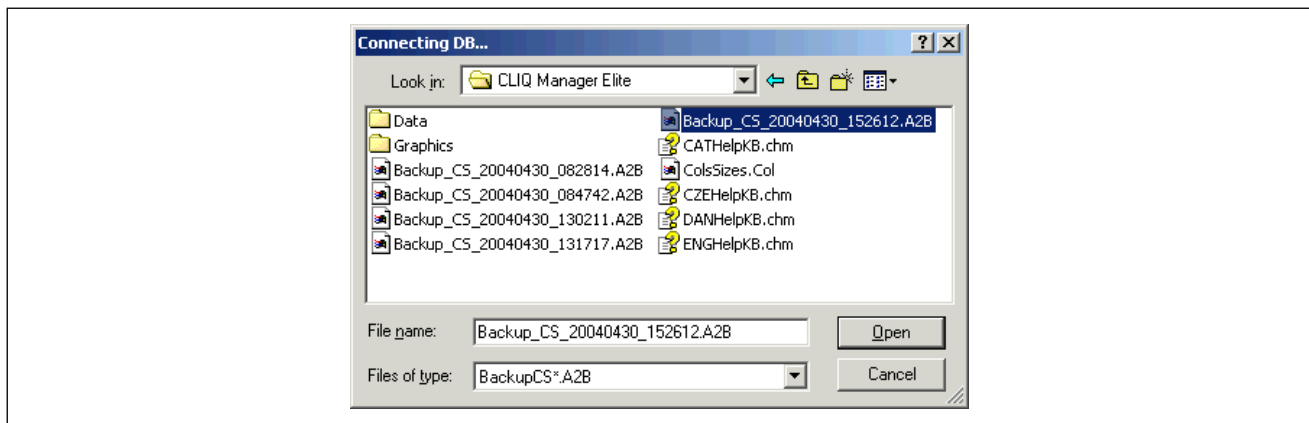 Connecting DB...
Look in: CLIQ Manager Elite
Data
Graphics
Backup_CS_20040430_082814.A2B
Backup_CS_20040430_084742.A2B
Backup_CS_20040430_130211.A2B
Backup_CS_20040430_131717.A2B
Backup_CS_20040430_152612.A2B
CATHelpKB.chm
ColsSizes.Col
CZEHelpKB.chm
DANHelpKB.chm
ENGHelpKB.chm
File name: Backup_CS_20040430_152612.A2B
Open
Files of type: BackupCS*.A2B
Cancel